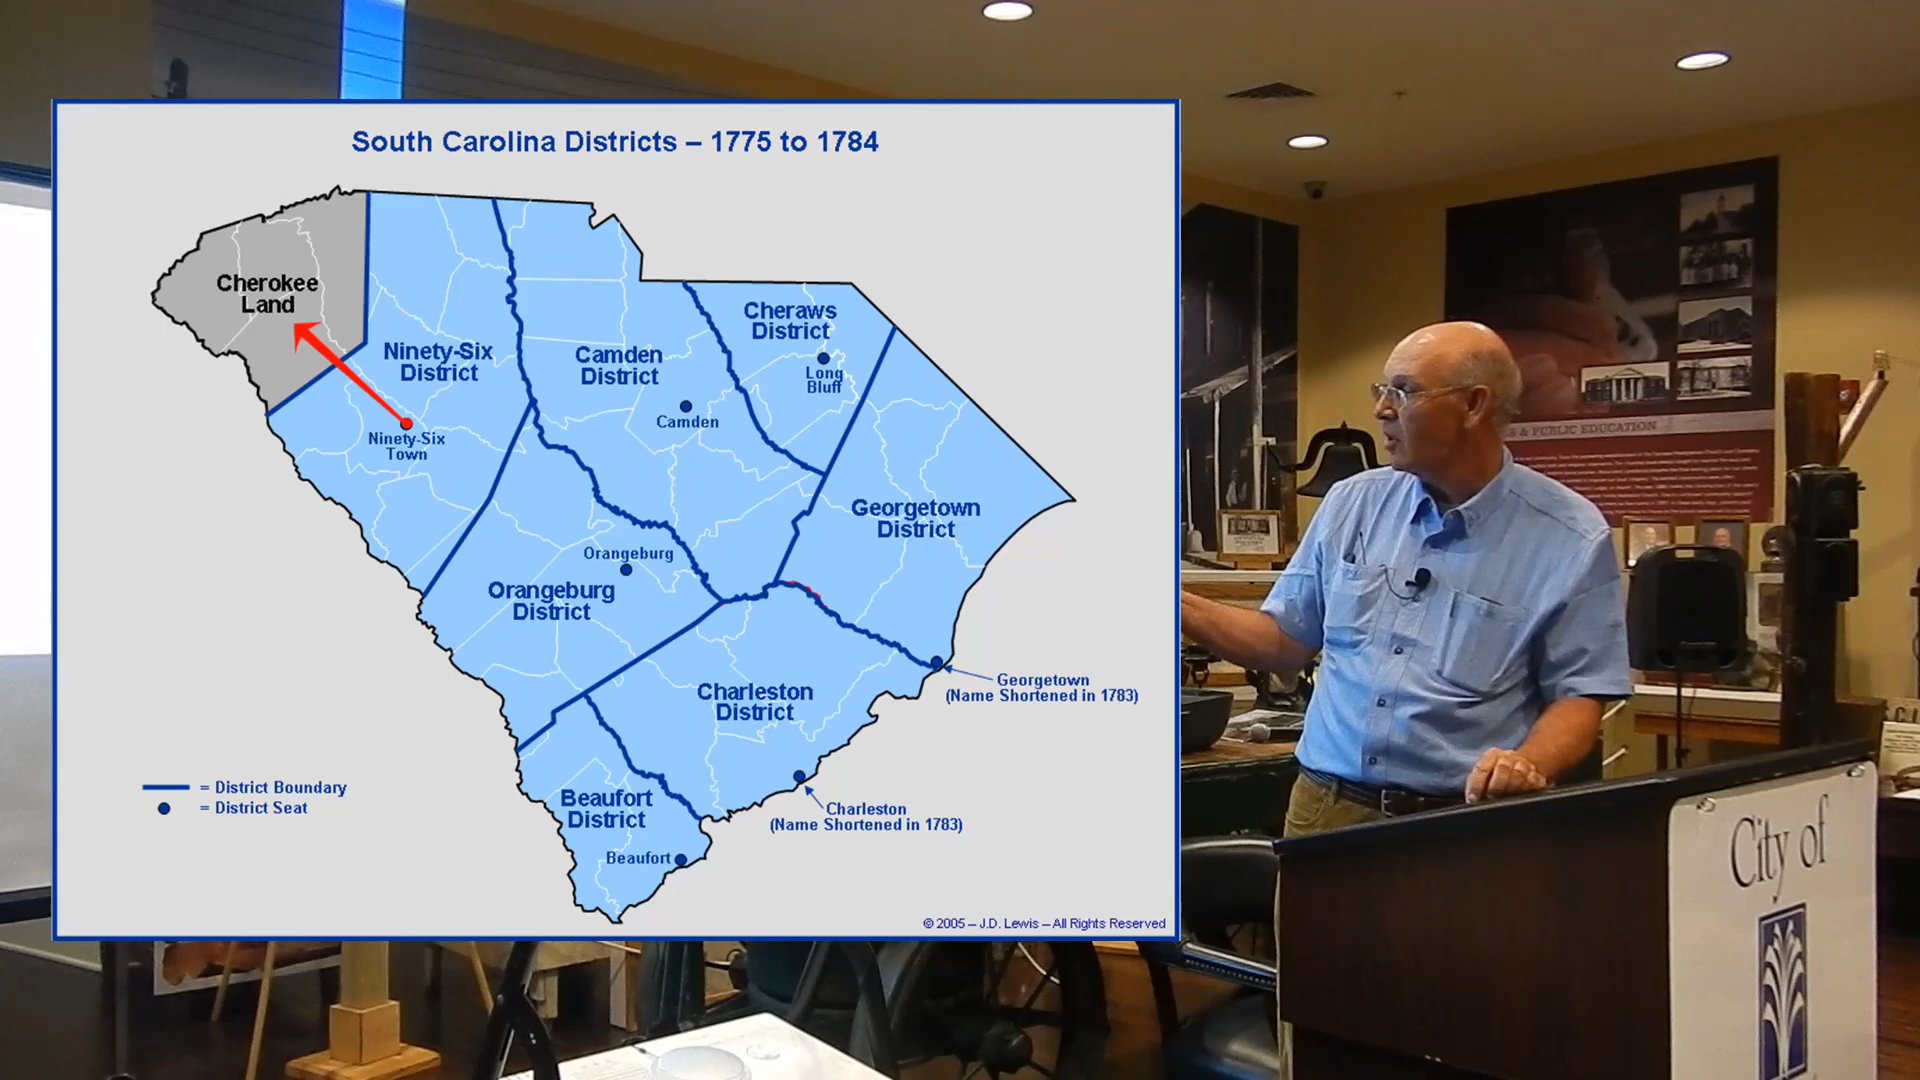 South Carolina Districts – 1775 to 1784
Cherokee
Land
Ninety-Six
District
Ninety-Six
Town
Camden
District
Camden
Cheraws
District
Long
Bluff
Georgetown
District
Orangeburg
Orangeburg
District
Georgetown
(Name Shortened in 1783)
Charleston
District
Charleston
(Name Shortened in 1783)
Beaufort
District
Beaufort
= District Boundary
= District Seat
© 2005 – J.D. Lewis – All Rights Reserved
S & PUBLIC EDUCATION
City of